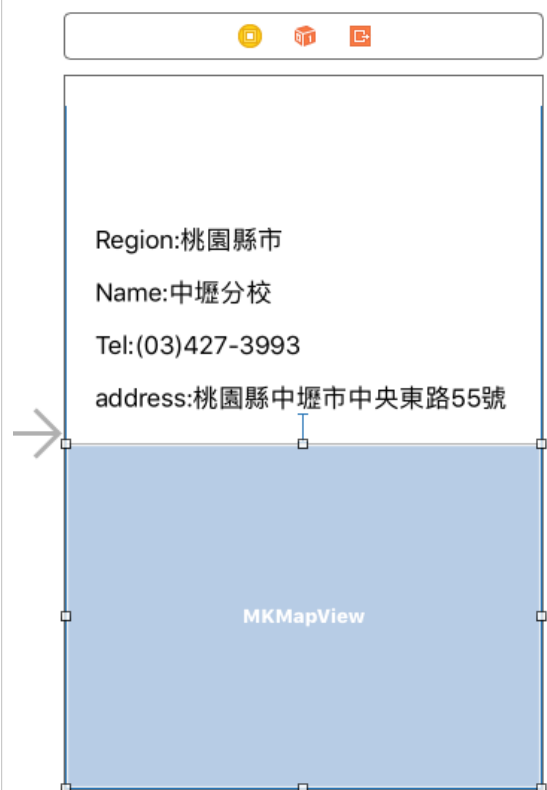 Region:桃園縣市
Name:中壢分校
Tel:(03)427-3993
address:桃園縣中壢市中央東路55號
MKMapView